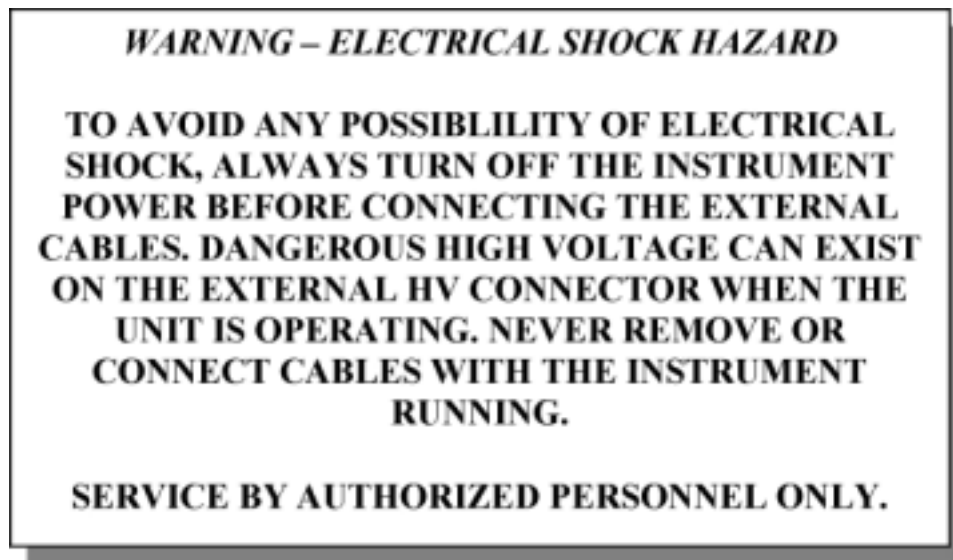 WARNING – ELECTRICAL SHOCK HAZARD
TO AVOID ANY POSSIBLILITY OF ELECTRICAL
SHOCK, ALWAYS TURN OFF THE INSTRUMENT
POWER BEFORE CONNECTING THE EXTERNAL
CABLES. DANGEROUS HIGH VOLTAGE CAN EXIST
ON THE EXTERNAL HV CONNECTOR WHEN THE
UNIT IS OPERATING. NEVER REMOVE OR
CONNECT CABLES WITH THE INSTRUMENT
RUNNING.
SERVICE BY AUTHORIZED PERSONNEL ONLY.